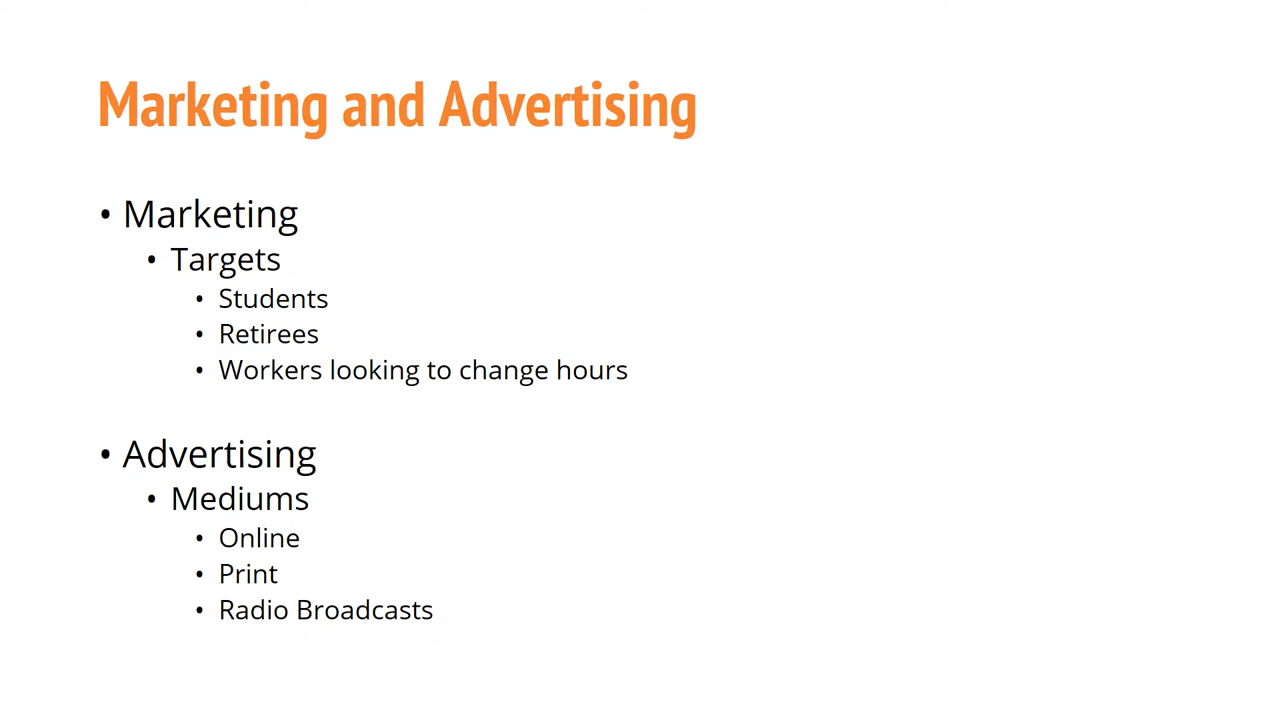 Marketing and Advertising
• Marketing
• Targets
• Students
• Retirees
• Workers looking to change hours
• Advertising
• Mediums
• Online
• Print
• Radio Broadcasts